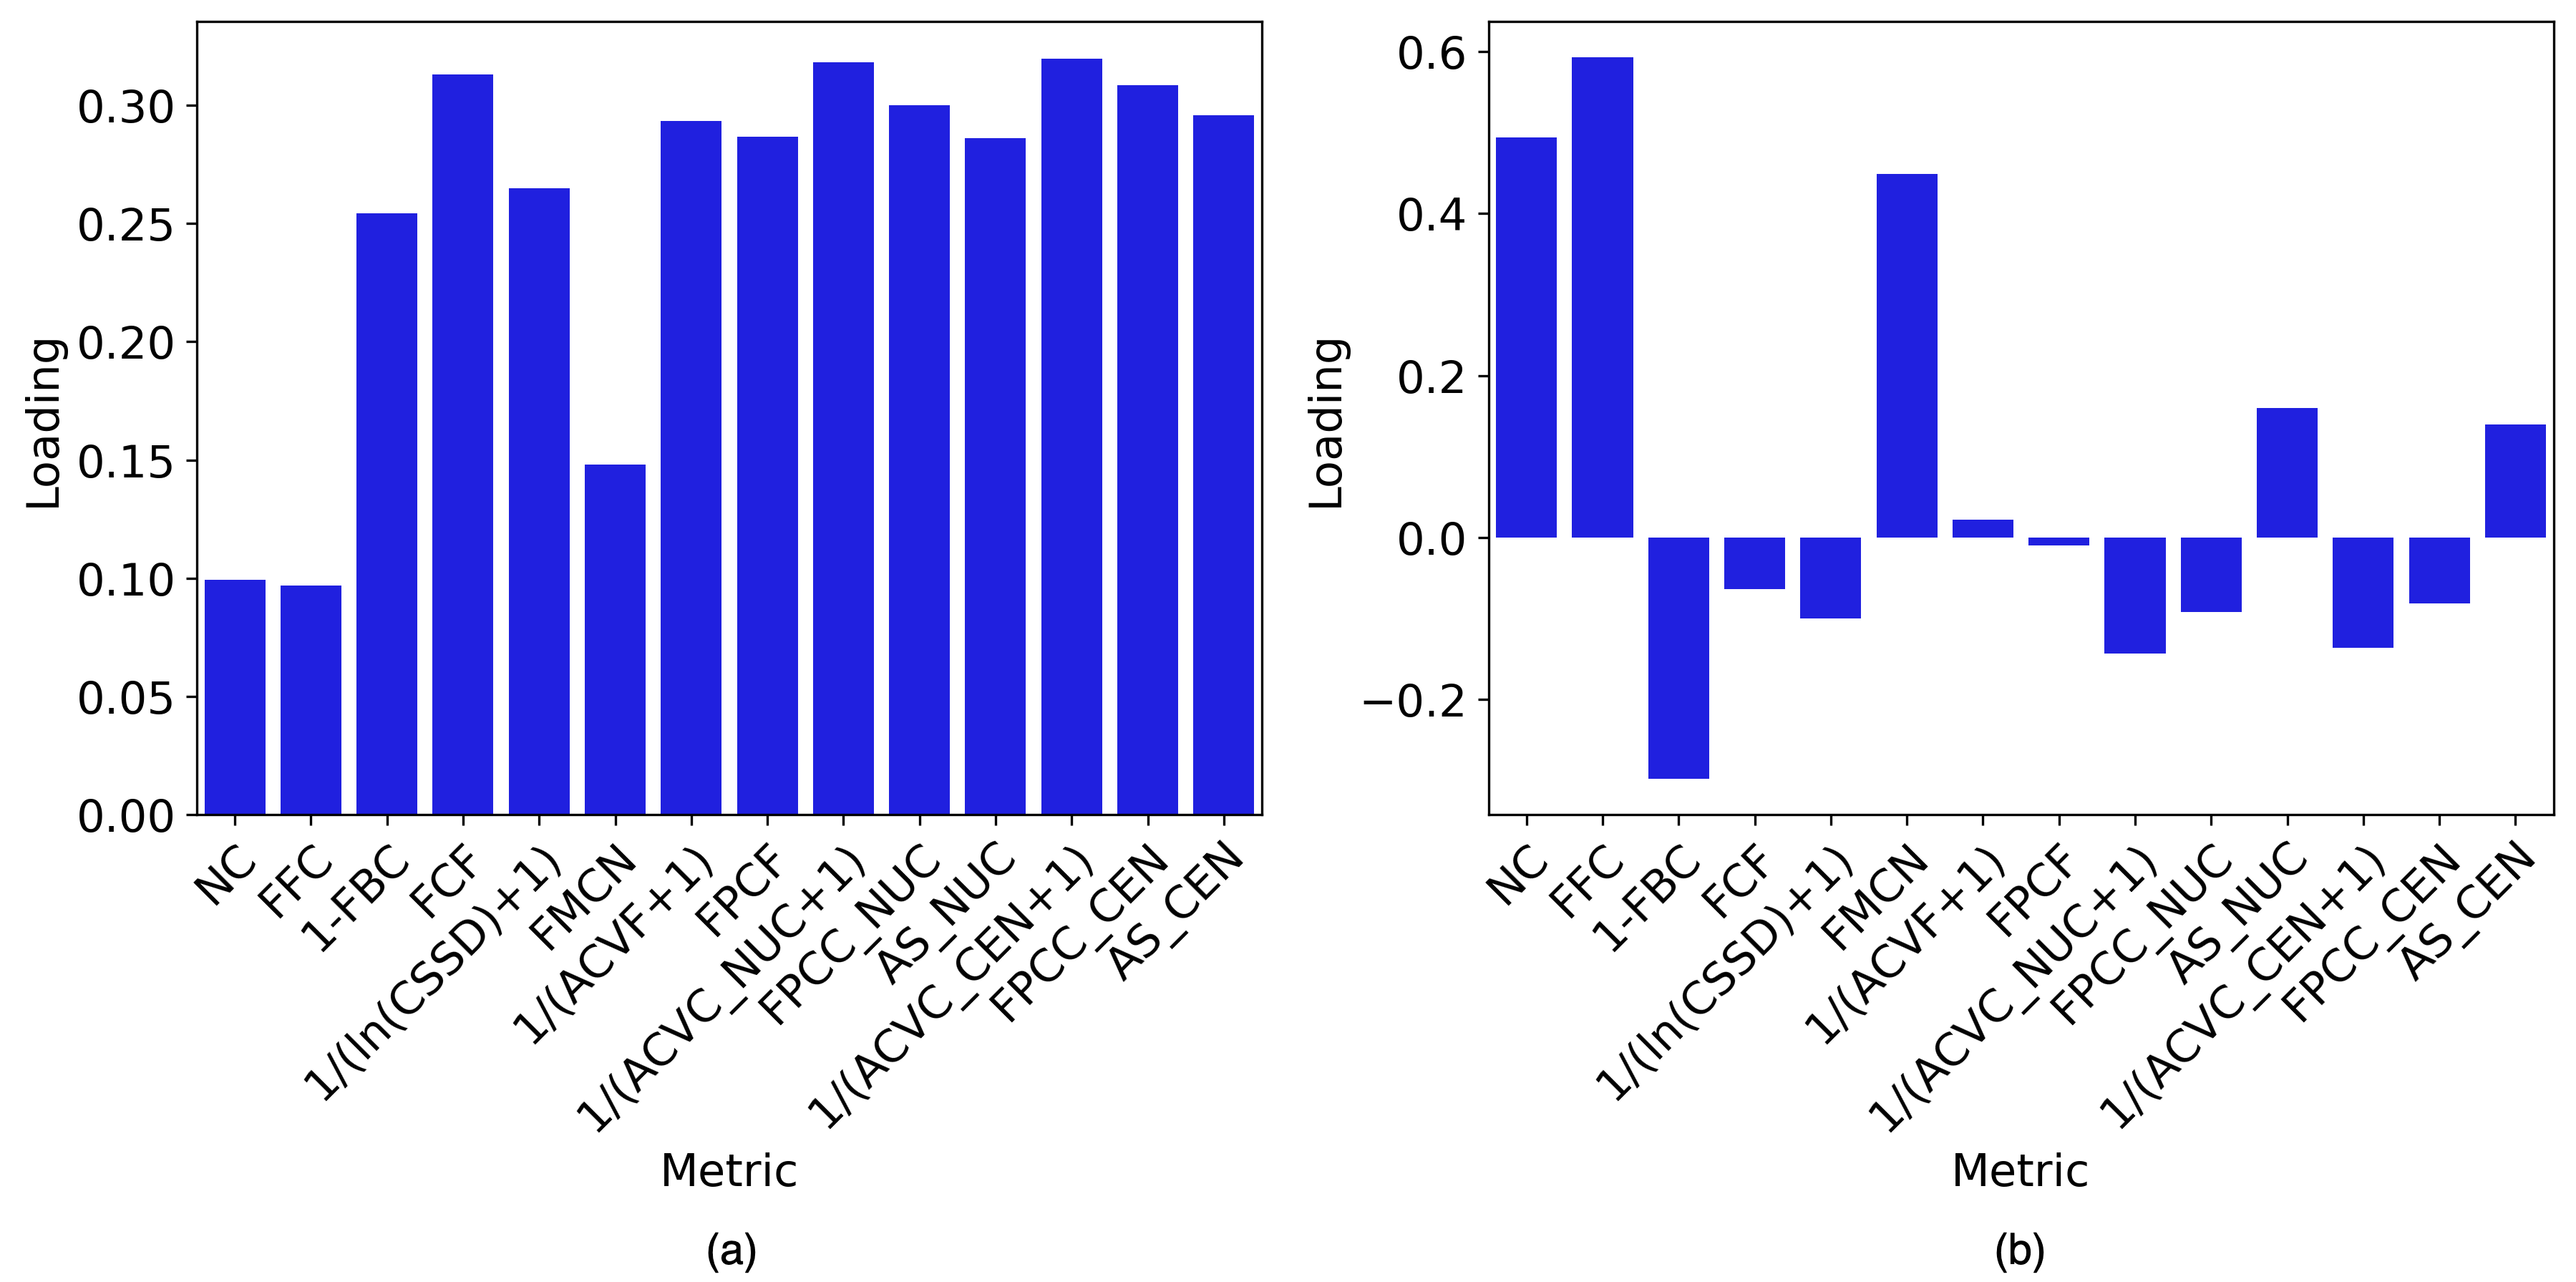 0.30
0.25
0.20
0.15
0.10
0.05
0.00
Loading
NC
FFC
1-FBC
FCF
1/(ln(CSSD)+1)
FMCN
1/(ACVF+1)
FPCF
1/(ACVC_NUC+1)
FPCC_NUC
AS_NUC
1/(ACVC_CEN+1)
FPCC_CEN
AS_CEN
Metric
(a)
0.6
0.4
0.2
0.0
−0.2
Loading
NC
FFC
1-FBC
FCF
1/(ln(CSSD)+1)
FMCN
1/(ACVF+1)
FPCF
1/(ACVC_NUC+1)
FPCC_NUC
AS_NUC
1/(ACVC_CEN+1)
FPCC_CEN
AS_CEN
Metric
(b)